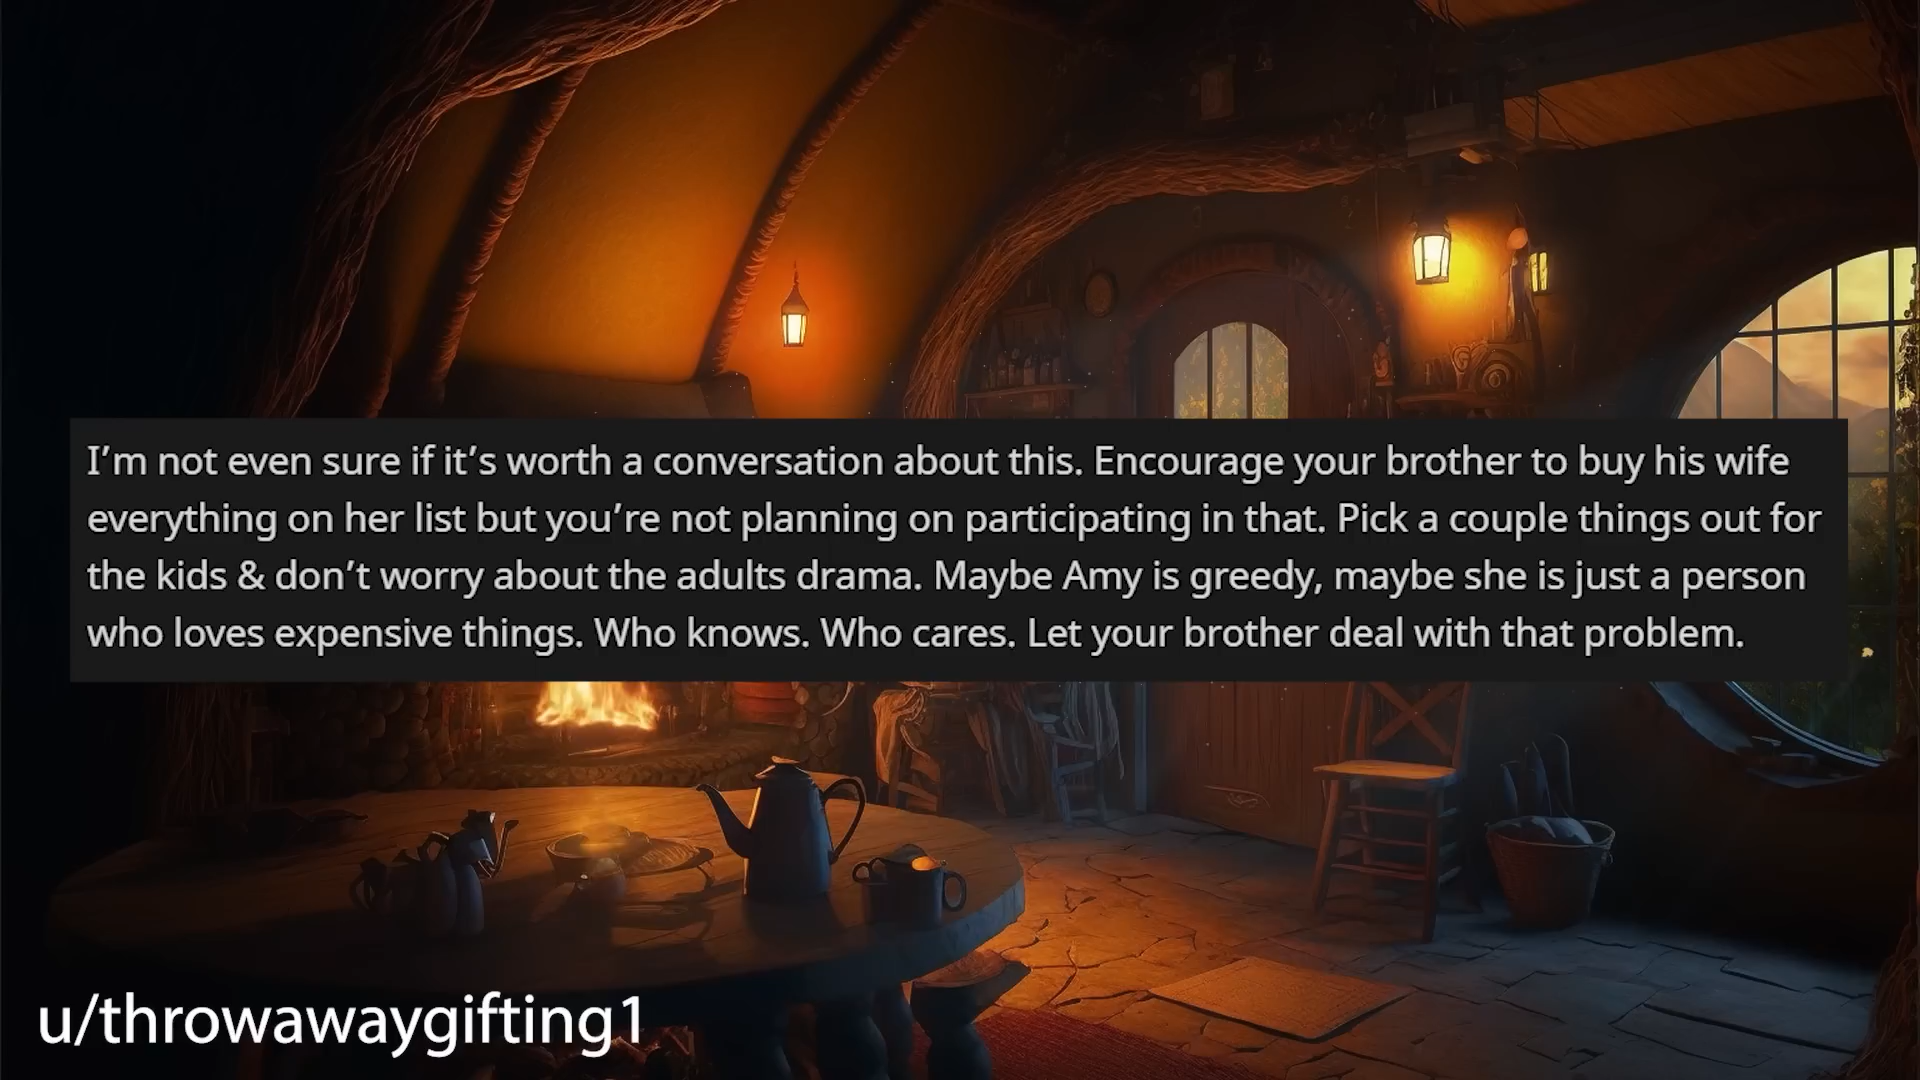 I’m not even sure if it’s worth a conversation about this. Encourage your brother to buy his wife
everything on her list but you’re not planning on participating in that. Pick a couple things out for
the kids & don’t worry about the adults drama. Maybe Amy is greedy, maybe she is just a person
who loves expensive things. Who knows. Who cares. Let your brother deal with that problem.
u/throwawaygifting1